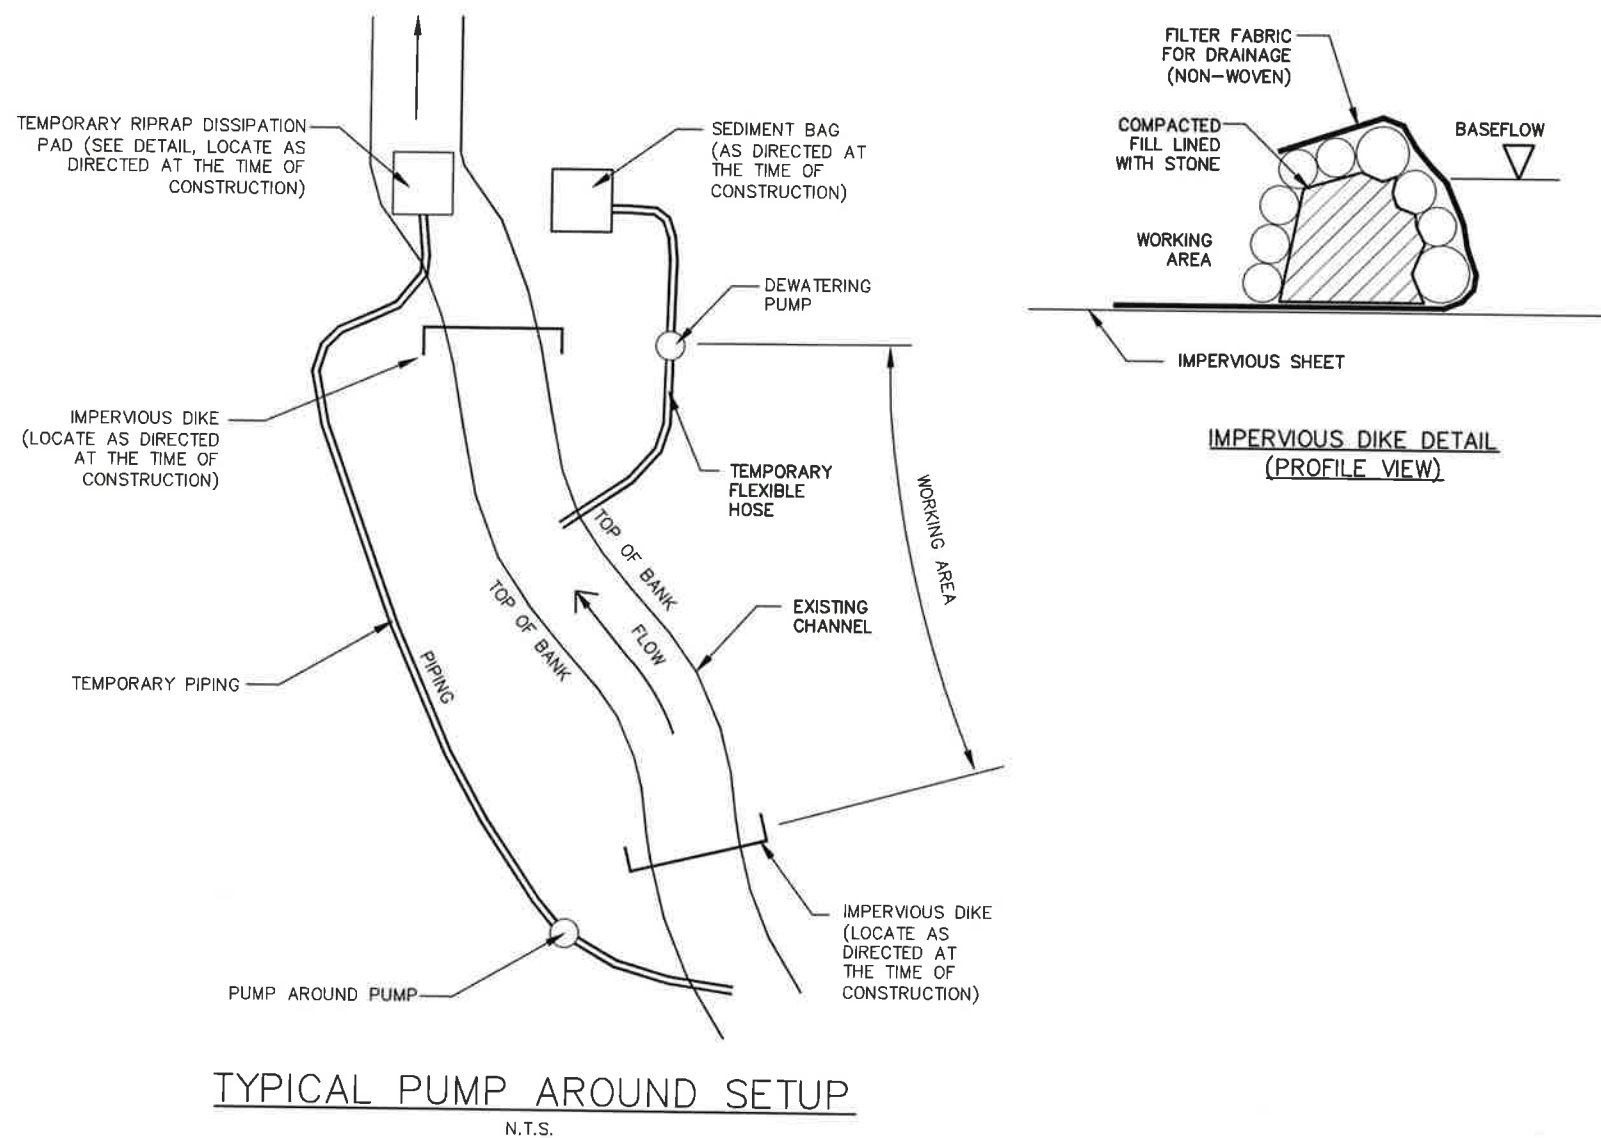 TEMPORARY RIPRAP DISSIPATION
PAD (SEE DETAIL, LOCATE AS
DIRECTED AT THE TIME OF
CONSTRUCTION)
SEDIMENT BAG
(AS DIRECTED AT
THE TIME OF
CONSTRUCTION)
DEWATERING
PUMP
IMPERVIOUS DIKE
(LOCATE AS DIRECTED
AT THE TIME OF
CONSTRUCTION)
TEMPORARY
FLEXIBLE
HOSE
WORKING AREA
TOP OF BANK
TOP OF BANK
FLOW
EXISTING
CHANNEL
TEMPORARY PIPING
PIPING
IMPERVIOUS DIKE
(LOCATE AS
DIRECTED AT
THE TIME OF
CONSTRUCTION)
PUMP AROUND PUMP
TYPICAL PUMP AROUND SETUP
N.T.S.
FILTER FABRIC
FOR DRAINAGE
(NON-WOVEN)
COMPACTED
FILL LINED
WITH STONE
BASEFLOW
WORKING
AREA
IMPERVIOUS SHEET
IMPERVIOUS DIKE DETAIL
(PROFILE VIEW)